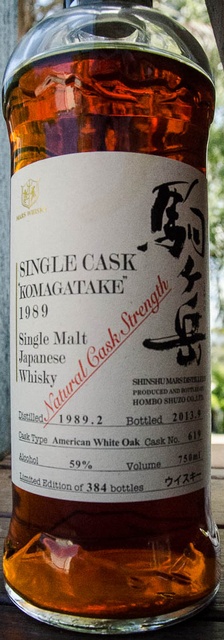 MARS WHISKY
駒ヶ岳
SINGLE CASK
"KOMAGATAKE"
1989
Single Malt
Japanese
Whisky
Natural Cask Strength
SHINSHU MARS DISTILLERY
PRODUCED AND BOTTLED BY
HOMBO SHUZO CO.,LTD.
Distilled 1989.2 Bottled 2013.9
Cask Type American White Oak Cask No. 619
Alcohol 59% Volume 750ml
Limited Edition of 384 bottles ウイスキー